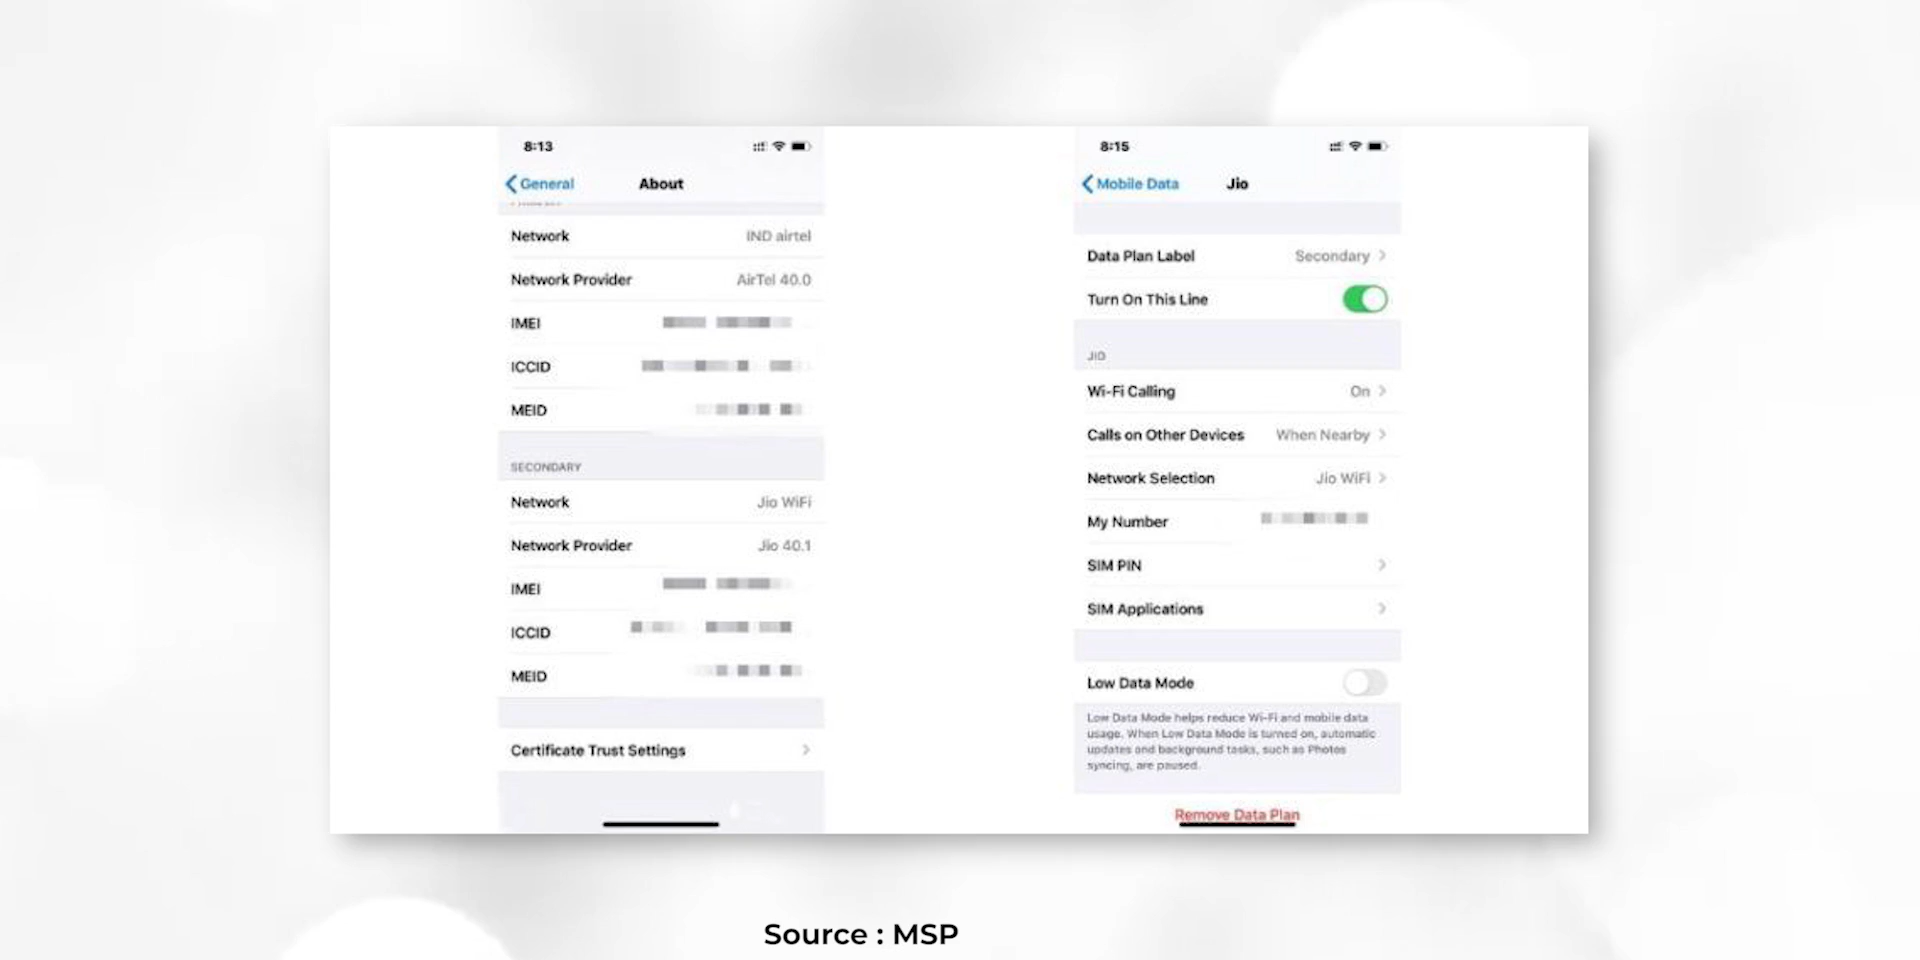 8:13
General
About
Network
IND airtel
Network Provider
AirTel 40.0
IMEI
ICCID
MEID
SECONDARY
Network
Jio WiFi
Network Provider
Jio 40.1
IMEI
ICCID
MEID
Certificate Trust Settings
8:15
Mobile Data
Jio
Data Plan Label
Secondary
Turn On This Line
JIO
Wi-Fi Calling
On
Calls on Other Devices
When Nearby
Network Selection
Jio WiFi
My Number
SIM PIN
SIM Applications
Low Data Mode
Low Data Mode helps reduce Wi-Fi and mobile data
usage. When Low Data Mode is turned on, automatic
updates and background tasks, such as Photos
syncing, are paused.
Remove Data Plan
Source : MSP